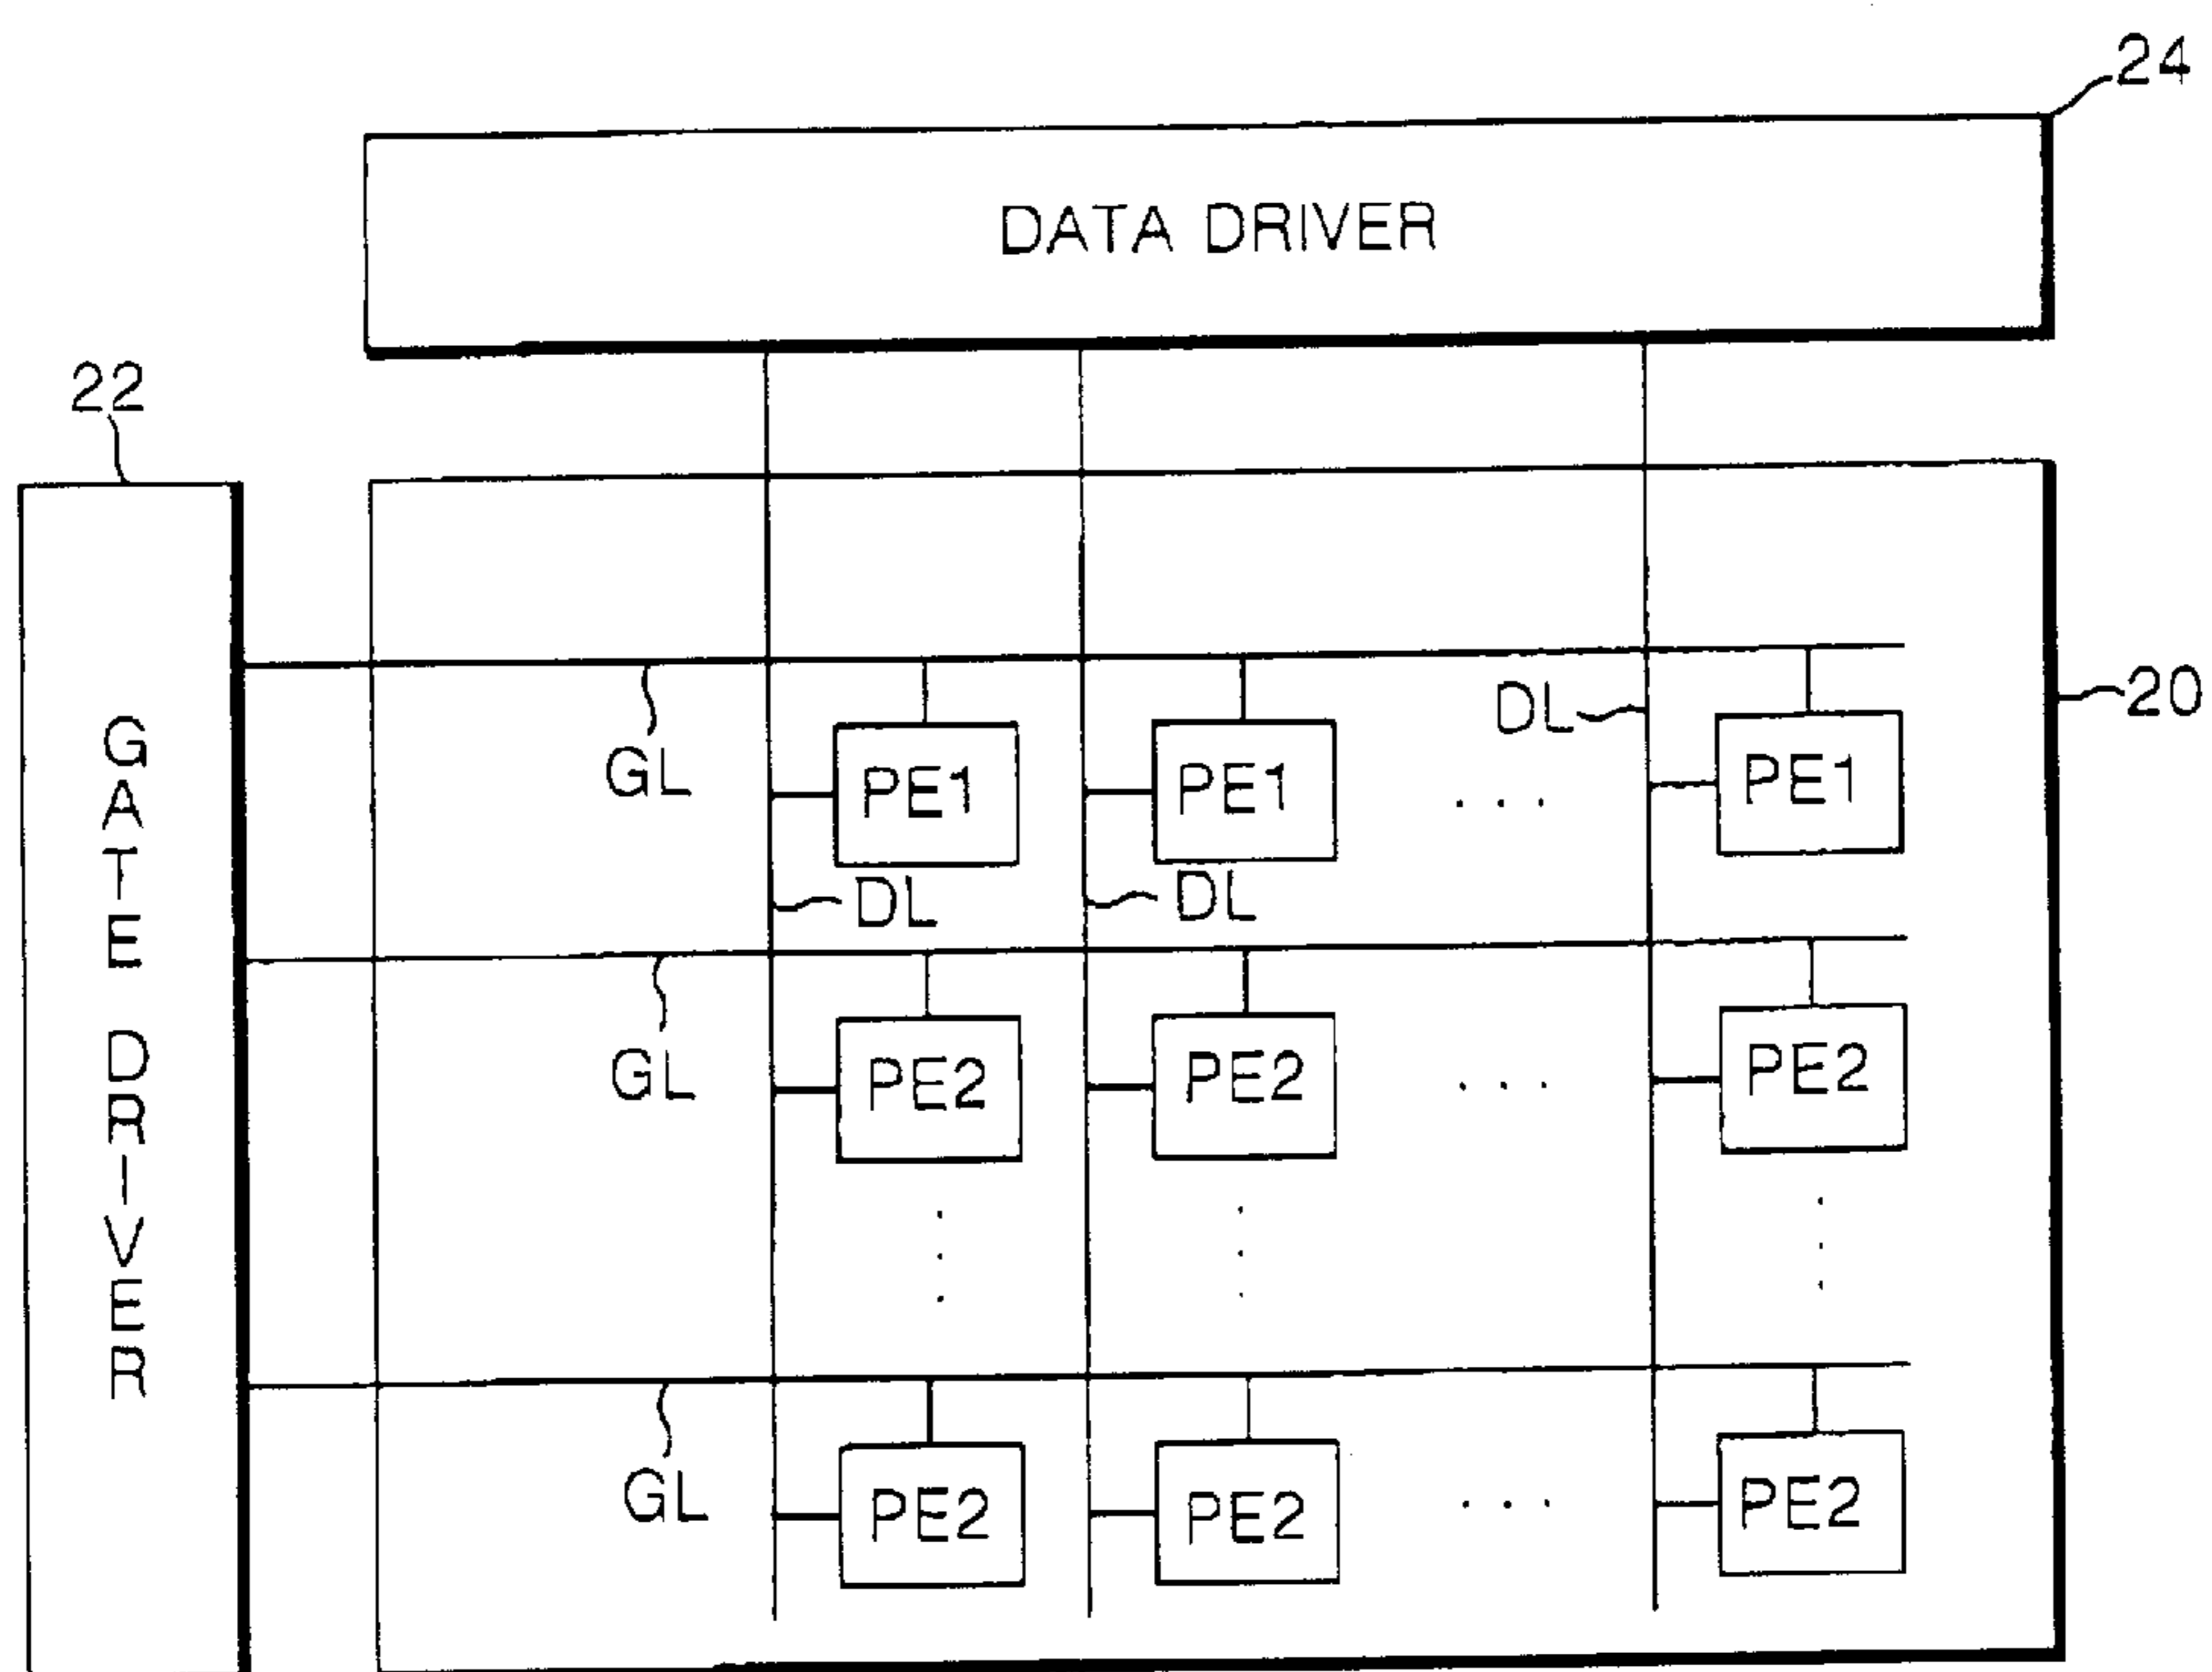 24
DATA DRIVER
22
GATE DRIVER
20
GL
DL
PE1
PE1
...
PE1
DL
DL
GL
PE2
PE2
...
PE2
GL
PE2
PE2
...
PE2